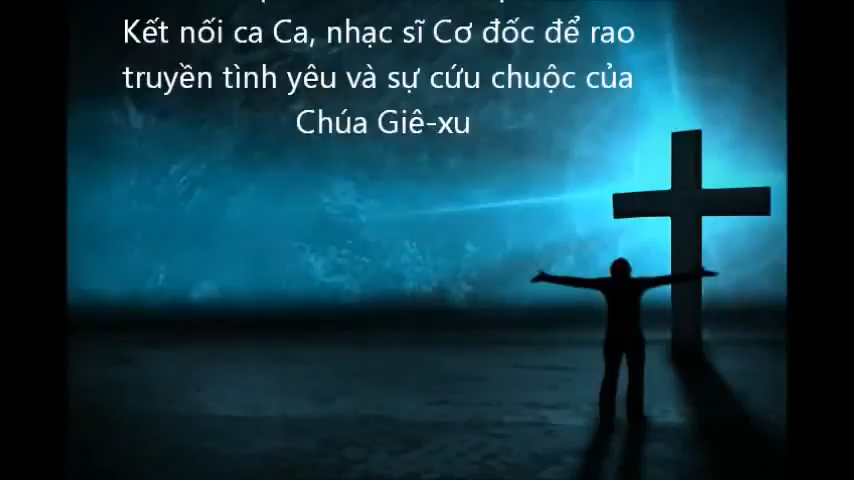 Kết nối ca Ca, nhạc sĩ Cơ đốc để rao
truyền tình yêu và sự cứu chuộc của
Chúa Giê-xu